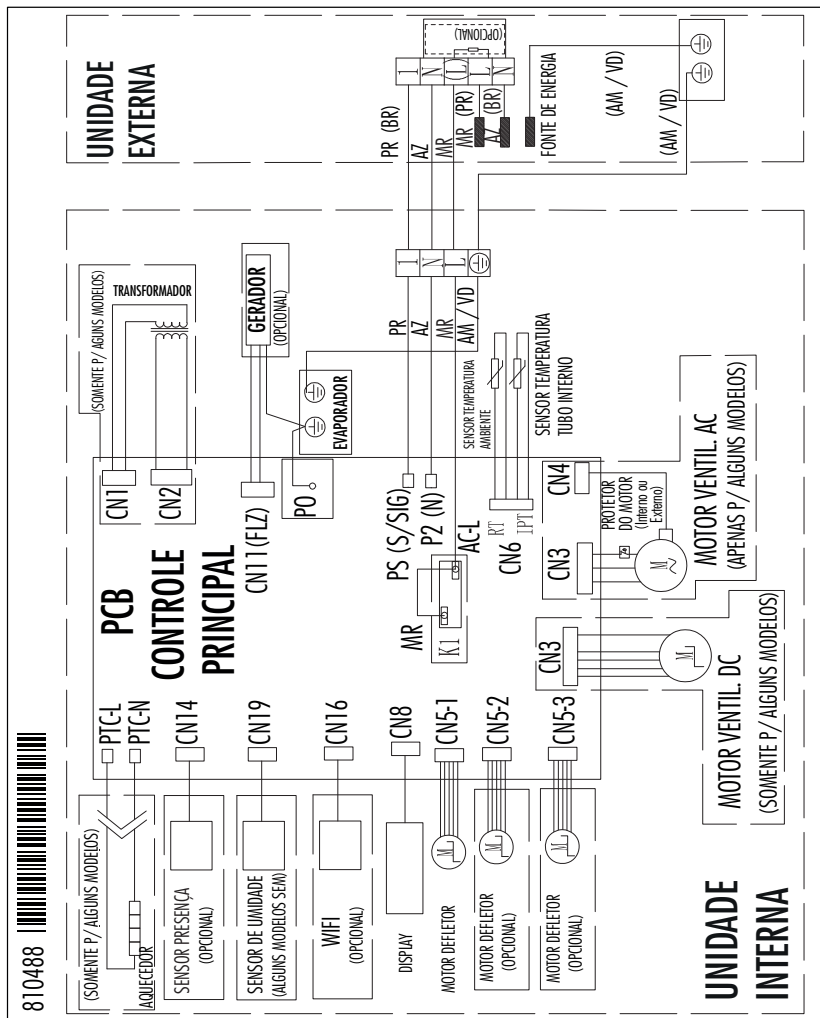 810488
UNIDADE
EXTERNA
(OPCIONAL)
1 N (L) L N
PR (BR)
AZ
MR
MR (PR)
AZ (BR)
FONTE DE ENERGIA
(AM / VD)
(AM / VD)
(SOMENTE P/ AGUNS MODELOS)
TRANSFORMADOR
CN1
CN2
GERADOR
(OPCIONAL)
EVAPORADOR
CN11(FLZ)
PO
1 N L
PR
AZ
MR
AM / VD
SENSOR TEMPERATURA
AMBIENTE
SENSOR TEMPERATURA
TUBO INTERNO
PCB
CONTROLE
PRINCIPAL
PS (S/SIG)
P2 (N)
AC-L
MR
K1
RT
CN6
IPT
CN4
PROTETOR
DO MOTOR
(Interno ou
Externo)
CN3
M
MOTOR VENTIL. AC
(APENAS P/ ALGUNS MODELOS)
CN3
M
MOTOR VENTIL. DC
(SOMENTE P/ ALGUNS MODELOS)
PTC-L
PTC-N
CN14
CN19
CN16
CN8
CN5-1
CN5-2
CN5-3
(SOMENTE P/ ALGUNS MODELOS)
AQUECEDOR
SENSOR PRESENÇA
(OPCIONAL)
SENSOR DE UMIDADE
(ALGUNS MODELOS SEM)
WIFI
(OPCIONAL)
DISPLAY
M
MOTOR DEFLETOR
M
MOTOR DEFLETOR
(OPCIONAL)
M
MOTOR DEFLETOR
(OPCIONAL)
UNIDADE
INTERNA